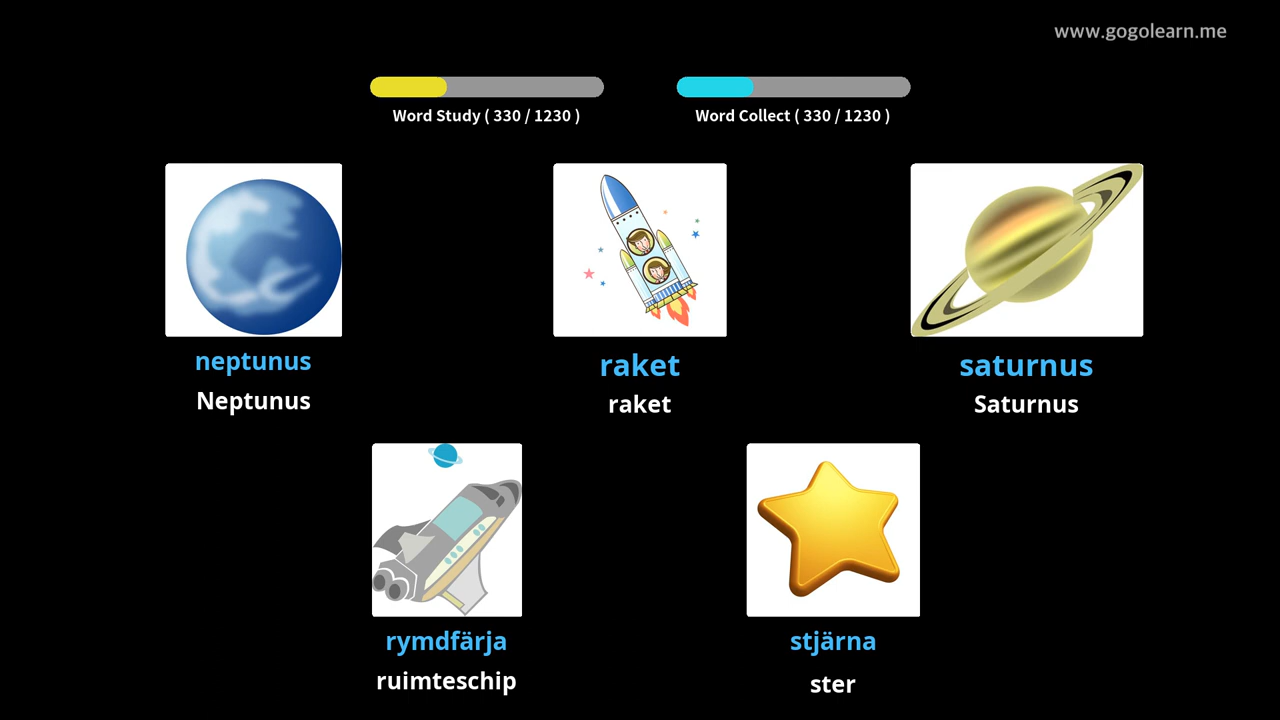 www.gogolearn.me
Word Study ( 330 / 1230 )
Word Collect ( 330 / 1230 )
neptunus
Neptunus
raket
raket
saturnus
Saturnus
rymdfärja
ruimteschip
stjärna
ster